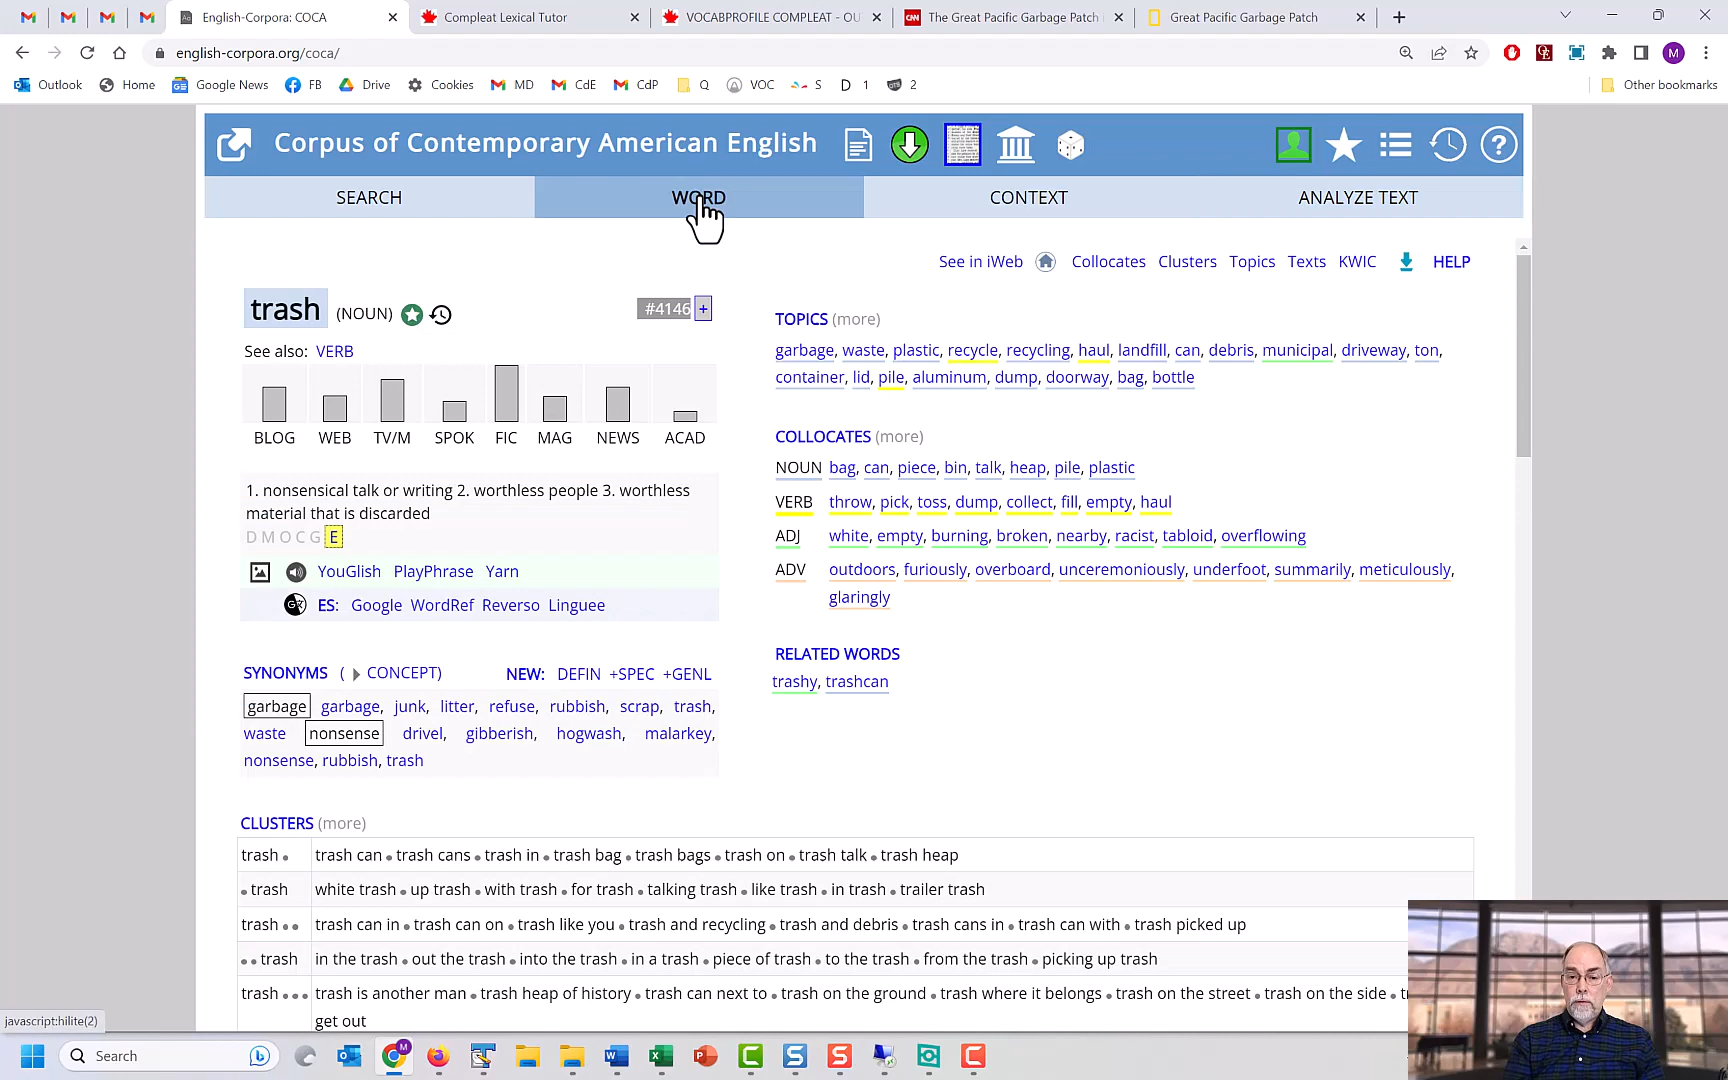 English-Corpora: COCA
Compleat Lexical Tutor
VOCABPROFILE COMPLEAT - OU
The Great Pacific Garbage Patch i
Great Pacific Garbage Patch
english-corpora.org/coca/
Outlook Home Google News FB Drive Cookies MD CdE CdP Q VOC S D 1 2 Other bookmarks
Corpus of Contemporary American English
SEARCH WORD CONTEXT ANALYZE TEXT
See in iWeb Collocates Clusters Topics Texts KWIC HELP
trash (NOUN) #4146 +
See also: VERB
BLOG WEB TV/M SPOK FIC MAG NEWS ACAD
1. nonsensical talk or writing 2. worthless people 3. worthless
material that is discarded
D M O C G E
YouGlish PlayPhrase Yarn
ES: Google WordRef Reverso Linguee
SYNONYMS ( CONCEPT) NEW: DEFIN +SPEC +GENL
garbage garbage, junk, litter, refuse, rubbish, scrap, trash,
waste nonsense drivel, gibberish, hogwash, malarkey,
nonsense, rubbish, trash
TOPICS (more)
garbage, waste, plastic, recycle, recycling, haul, landfill, can, debris, municipal, driveway, ton,
container, lid, pile, aluminum, dump, doorway, bag, bottle
COLLOCATES (more)
NOUN bag, can, piece, bin, talk, heap, pile, plastic
VERB throw, pick, toss, dump, collect, fill, empty, haul
ADJ white, empty, burning, broken, nearby, racist, tabloid, overflowing
ADV outdoors, furiously, overboard, unceremoniously, underfoot, summarily, meticulously,
glaringly
RELATED WORDS
trashy, trashcan
CLUSTERS (more)
trash • trash can • trash cans • trash in • trash bag • trash bags • trash on • trash talk • trash heap
• trash white trash • up trash • with trash • for trash • talking trash • like trash • in trash • trailer trash
trash • • trash can in • trash can on • trash like you • trash and recycling • trash and debris • trash cans in • trash can with • trash picked up
• • trash in the trash • out the trash • into the trash • in a trash • piece of trash • to the trash • from the trash • picking up trash
trash • • • trash is another man • trash heap of history • trash can next to • trash on the ground • trash where it belongs • trash on the street • trash on the side • t
get out
javascript:hilite(2)
Search